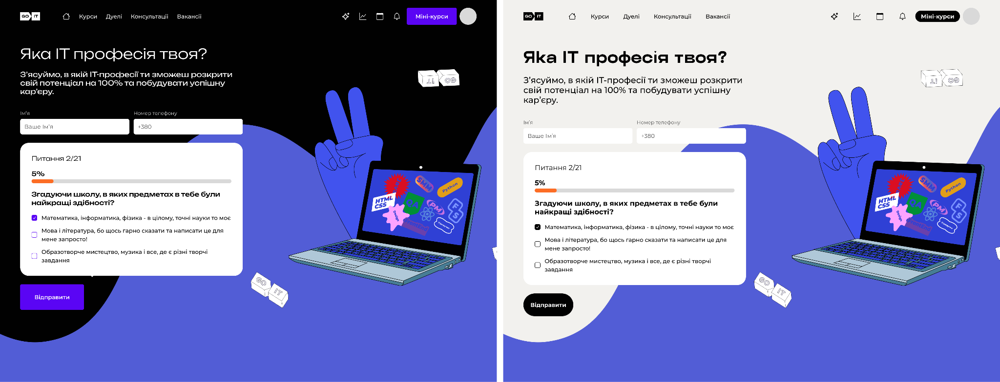 GO IT
Курси
Дуелі
Консультації
Вакансії
Міні-курси
Яка IT професія твоя?
З’ясуймо, в якій IT-професії ти зможеш розкрити
свій потенціал на 100% та побудувати успішну
кар’єру.
Ім’я
Номер телефону
Ваше Ім’я
+380
Питання 2/21
5%
Згадуючи школу, в яких предметах в тебе були
найкращі здібності?
Математика, інформатика, фізика - в цілому, точні науки то моє
Мова і література, бо щось гарно сказати та написати це для
мене запросто!
Образотворче мистецтво, музика і все, де є різні творчі
завдання
Відправити
IT GO
SMM
Python
HTML
CSS
QA
PM
Design
FrontEnd
FS
GO IT
GO IT
Курси
Дуелі
Консультації
Вакансії
Міні-курси
Яка IT професія твоя?
З’ясуймо, в якій IT-професії ти зможеш розкрити
свій потенціал на 100% та побудувати успішну
кар’єру.
Ім’я
Номер телефону
Ваше Ім’я
+380
Питання 2/21
5%
Згадуючи школу, в яких предметах в тебе були
найкращі здібності?
Математика, інформатика, фізика - в цілому, точні науки то моє
Мова і література, бо щось гарно сказати та написати це для
мене запросто!
Образотворче мистецтво, музика і все, де є різні творчі
завдання
Відправити
IT GO
SMM
Python
HTML
CSS
QA
PM
Design
FrontEnd
FS
GO IT